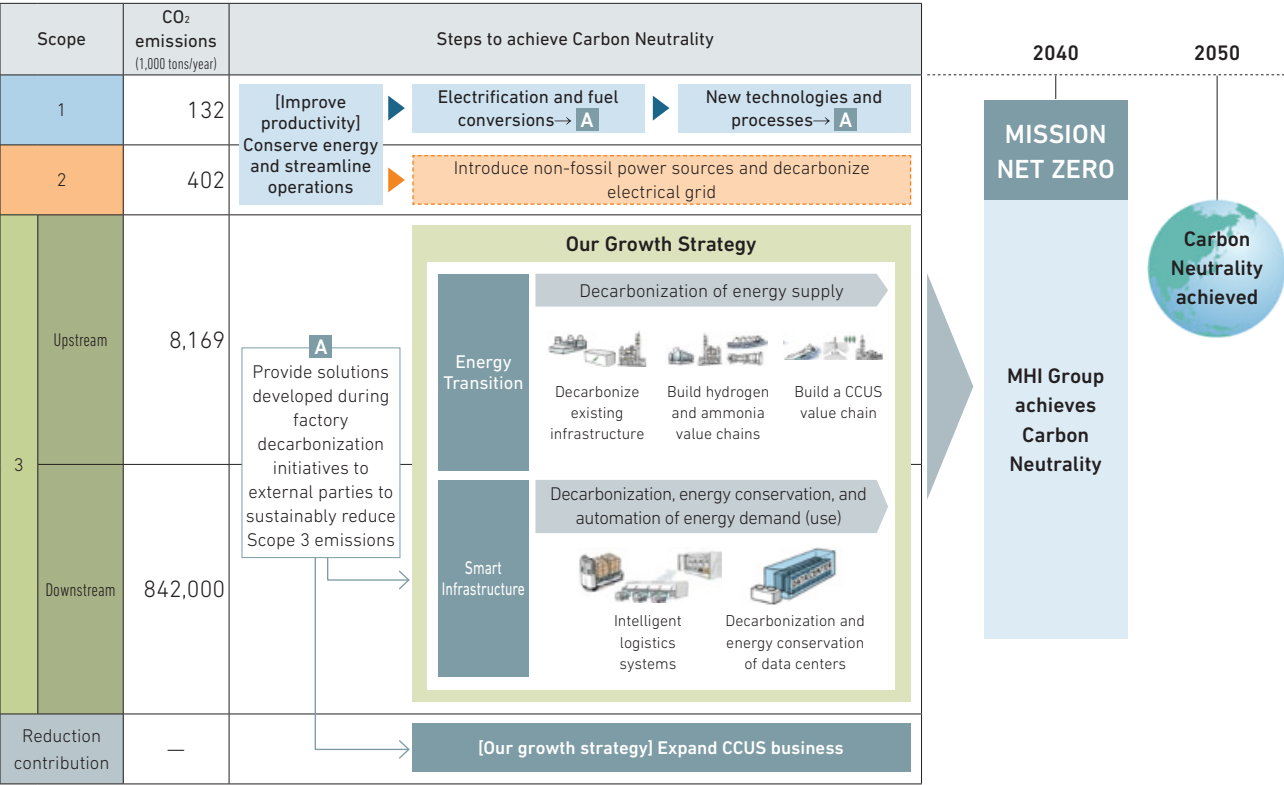 Scope
CO₂
emissions
(1,000 tons/year)
Steps to achieve Carbon Neutrality
2040
2050
1
132
[Improve
productivity]
Conserve energy
and streamline
operations
Electrification and fuel
conversions→ A
New technologies and
processes→ A
2
402
Introduce non-fossil power sources and decarbonize
electrical grid
MISSION
NET ZERO
MHI Group
achieves
Carbon
Neutrality
Carbon
Neutrality
achieved
3
Upstream
8,169
Downstream
842,000
A
Provide solutions
developed during
factory
decarbonization
initiatives to
external parties to
sustainably reduce
Scope 3 emissions
Our Growth Strategy
Energy
Transition
Decarbonization of energy supply
Decarbonize
existing
infrastructure
Build hydrogen
and ammonia
value chains
Build a CCUS
value chain
Smart
Infrastructure
Decarbonization, energy conservation, and
automation of energy demand (use)
DATACENTER
Intelligent
logistics
systems
Decarbonization and
energy conservation
of data centers
Reduction
contribution
—
[Our growth strategy] Expand CCUS business